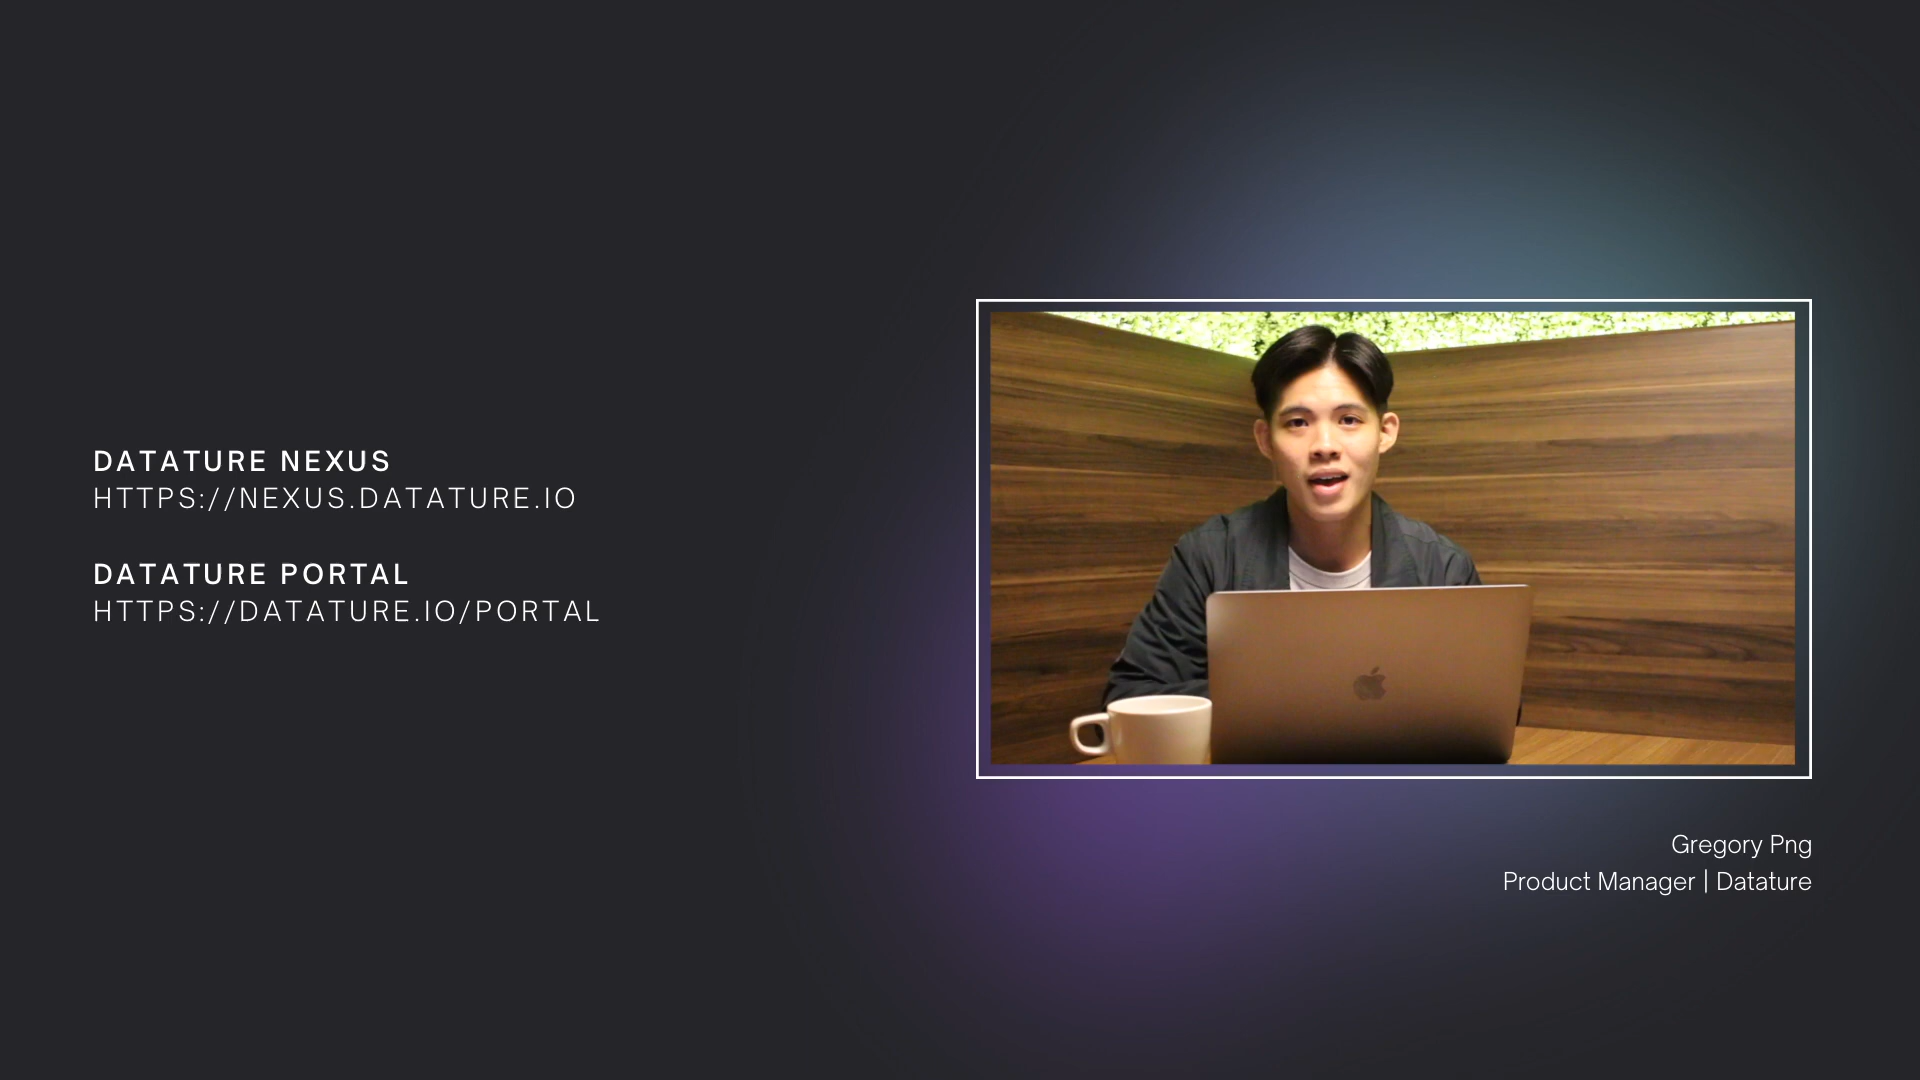 DATATURE NEXUS
HTTPS://NEXUS.DATATURE.IO
DATATURE PORTAL
HTTPS://DATATURE.IO/PORTAL
Gregory Png
Product Manager | Datature